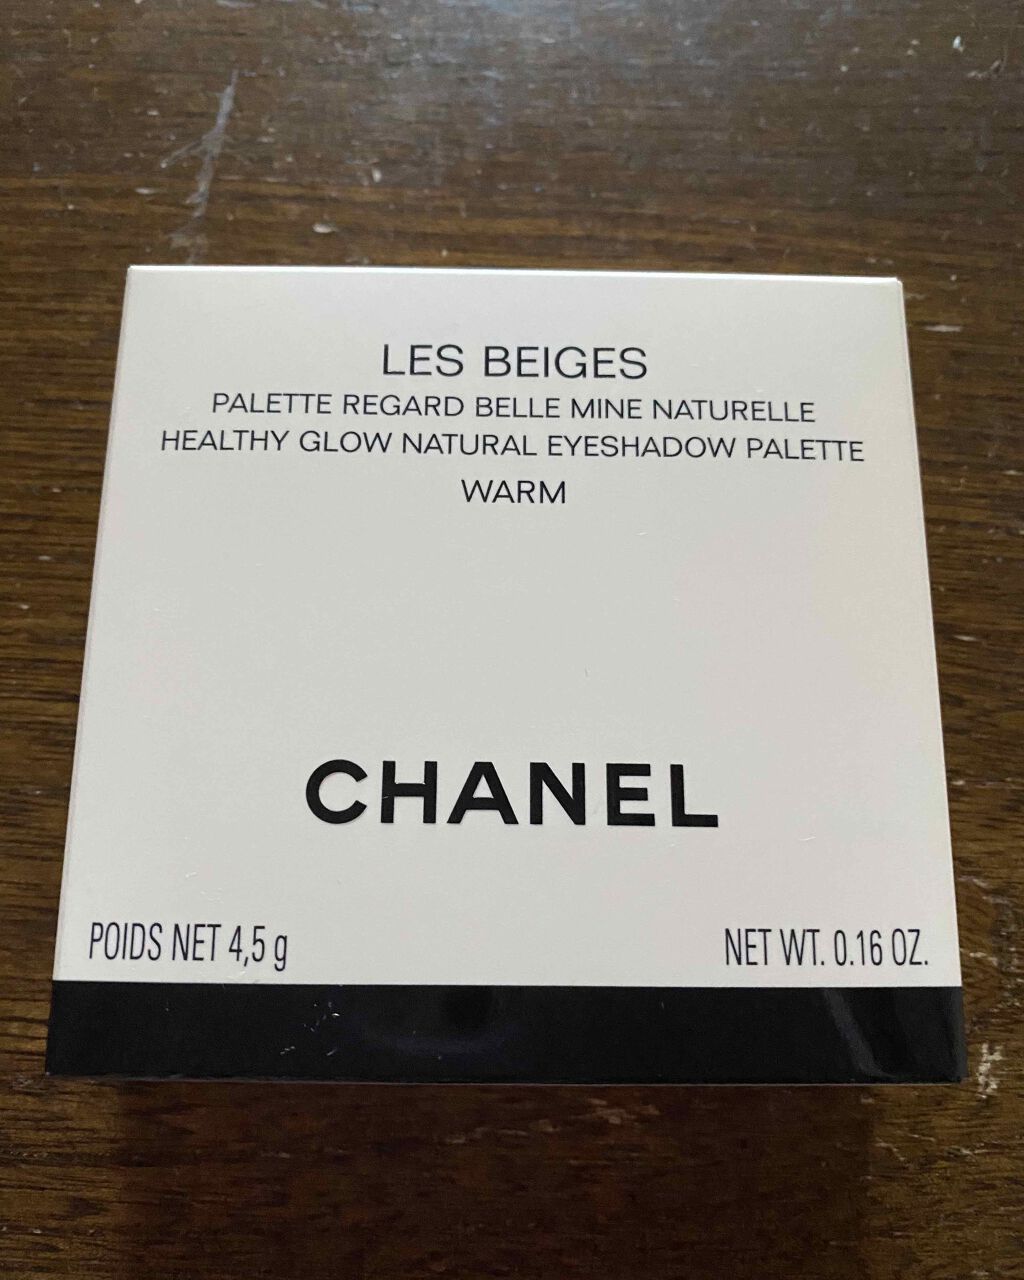 LES BEIGES
PALETTE REGARD BELLE MINE NATURELLE
HEALTHY GLOW NATURAL EYESHADOW PALETTE
WARM
CHANEL
POIDS NET 4,5 g NET WT. 0.16 OZ.